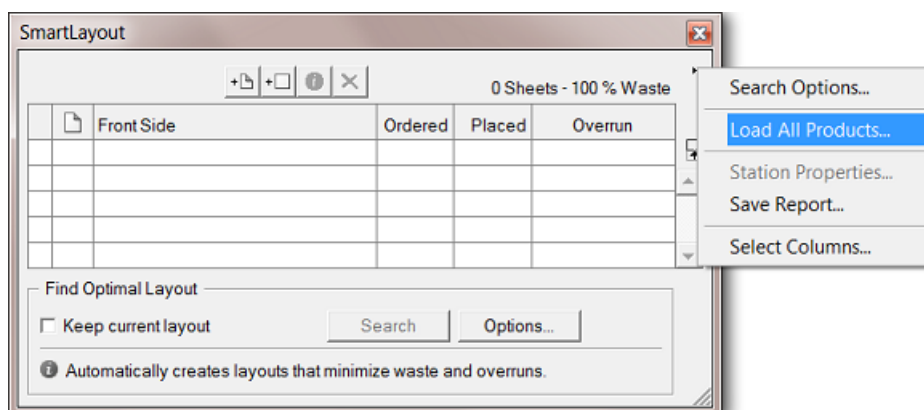 SmartLayout
0 Sheets - 100 % Waste
Front Side Ordered Placed Overrun
Search Options...
Load All Products...
Station Properties...
Save Report...
Select Columns...
Find Optimal Layout
Keep current layout Search Options...
Automatically creates layouts that minimize waste and overruns.